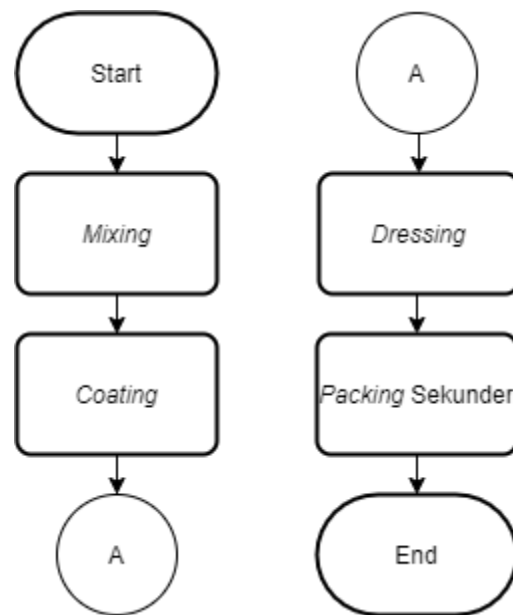 Start
Mixing
Coating
A
A
Dressing
Packing Sekunder
End